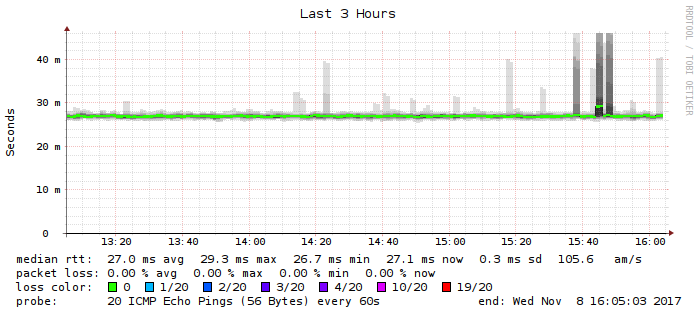 Last 3 Hours
RRDTOOL / TOBI OETIKER
Seconds
40 m
30 m
20 m
10 m
0
13:20 13:40 14:00 14:20 14:40 15:00 15:20 15:40 16:00
median rtt: 27.0 ms avg 29.3 ms max 26.7 ms min 27.1 ms now 0.3 ms sd 105.6 am/s
packet loss: 0.00 % avg 0.00 % max 0.00 % min 0.00 % now
loss color: 0 1/20 2/20 3/20 4/20 10/20 19/20
probe: 20 ICMP Echo Pings (56 Bytes) every 60s end: Wed Nov 8 16:05:03 2017